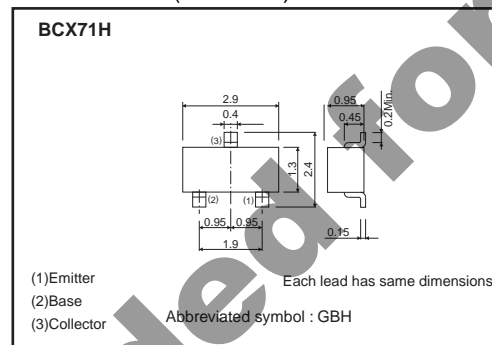 BCX71H
2.9
0.4
(3)
(2)
(1)
1.3
2.4
0.95 0.95
1.9
0.95
0.45
0.2Min.
0.15
(1)Emitter
Each lead has same dimensions
(2)Base
(3)Collector
Abbreviated symbol : GBH
ded for